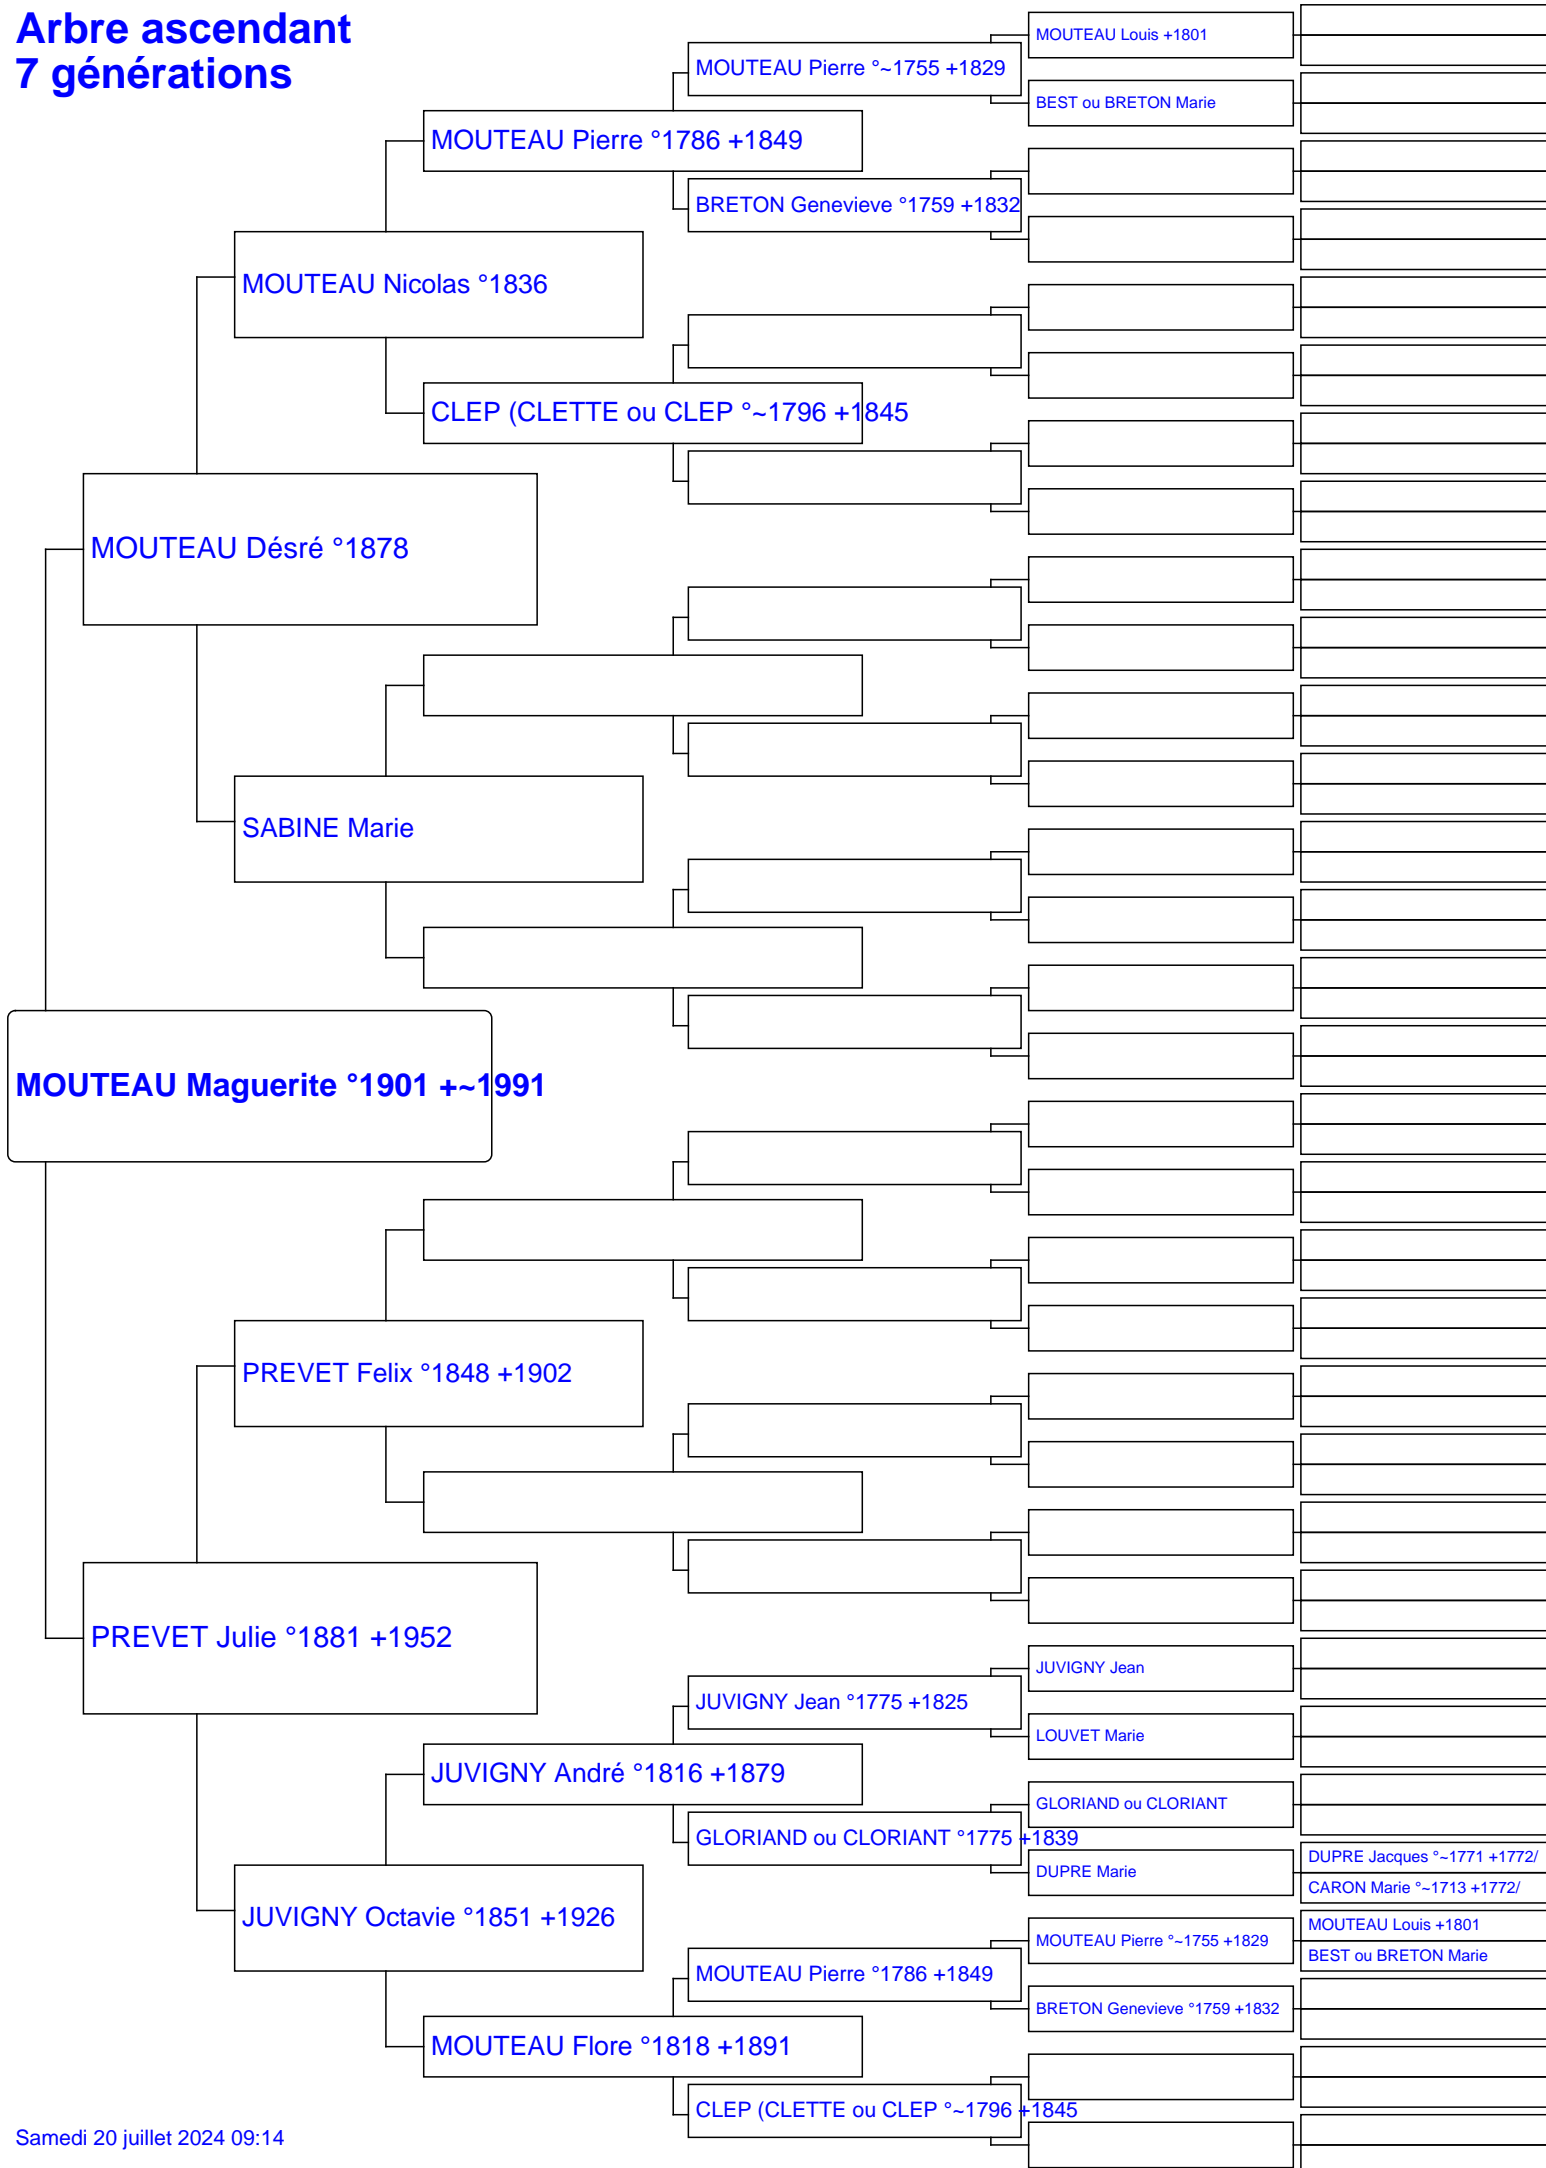 Arbre ascendant
7 générations
MOUTEAU Louis +1801
MOUTEAU Pierre °~1755 +1829
BEST ou BRETON Marie
MOUTEAU Pierre °1786 +1849
BRETON Genevieve °1759 +1832
MOUTEAU Nicolas °1836
CLEP (CLETTE ou CLEP °~1796 +1845
MOUTEAU Désré °1878
SABINE Marie
MOUTEAU Maguerite °1901 +~1991
PREVET Felix °1848 +1902
PREVET Julie °1881 +1952
JUVIGNY Jean
JUVIGNY Jean °1775 +1825
LOUVET Marie
JUVIGNY André °1816 +1879
GLORIAND ou CLORIANT
GLORIAND ou CLORIANT °1775 +1839
DUPRE Jacques °~1771 +1772/
DUPRE Marie
CARON Marie °~1713 +1772/
JUVIGNY Octavie °1851 +1926
MOUTEAU Louis +1801
MOUTEAU Pierre °~1755 +1829
BEST ou BRETON Marie
MOUTEAU Pierre °1786 +1849
BRETON Genevieve °1759 +1832
MOUTEAU Flore °1818 +1891
CLEP (CLETTE ou CLEP °~1796 +1845
Samedi 20 juillet 2024 09:14